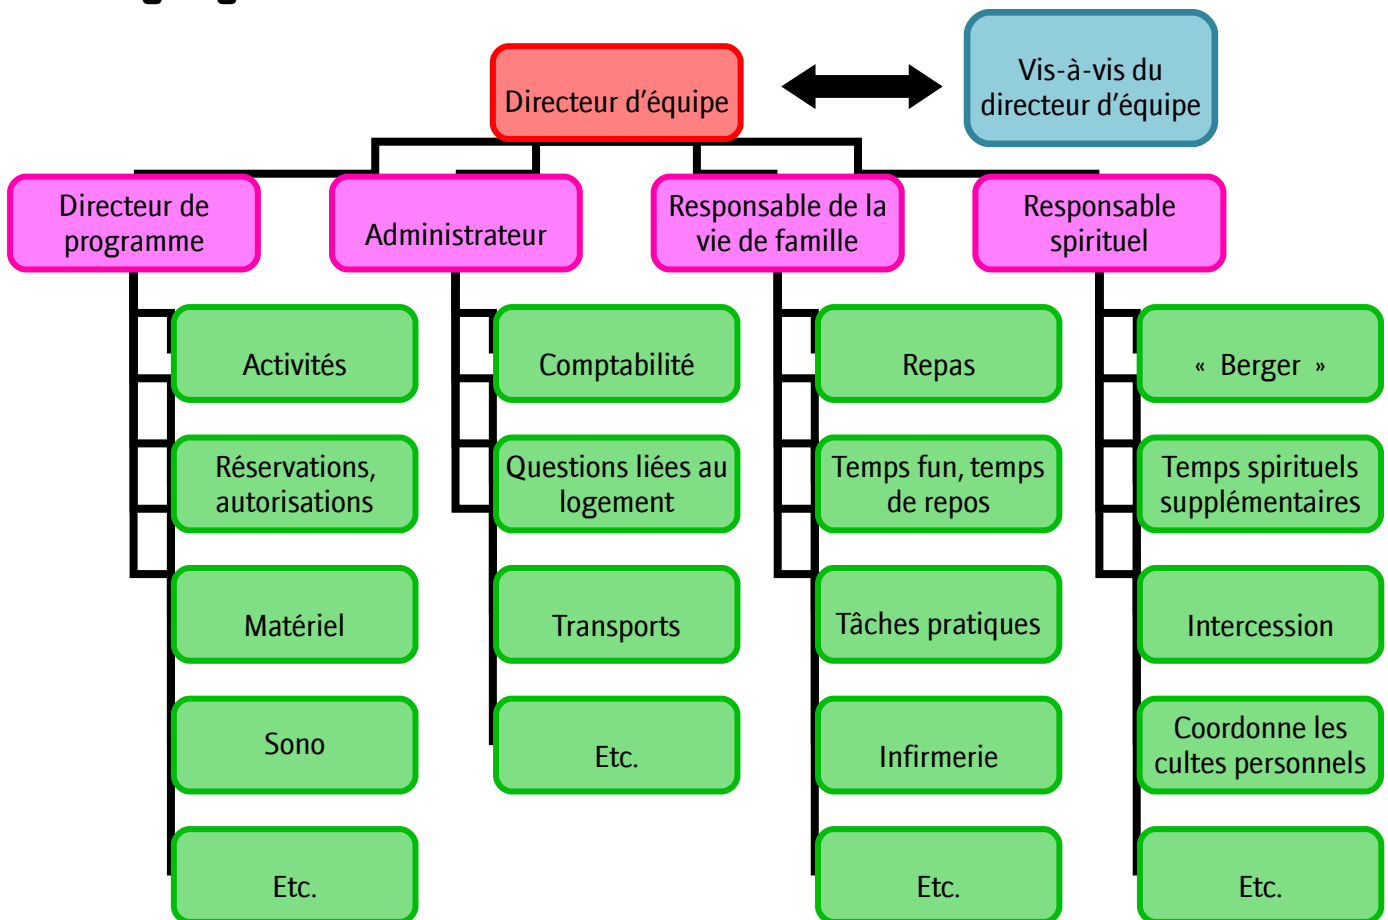 Directeur d'équipe
Vis-à-vis du
directeur d'équipe
Directeur de
programme
Administrateur
Responsable de la
vie de famille
Responsable
spirituel
Activités
Réservations,
autorisations
Matériel
Sono
Etc.
Comptabilité
Questions liées au
logement
Transports
Etc.
Repas
Temps fun, temps
de repos
Tâches pratiques
Infirmerie
Etc.
« Berger »
Temps spirituels
supplémentaires
Intercession
Coordonne les
cultes personnels
Etc.